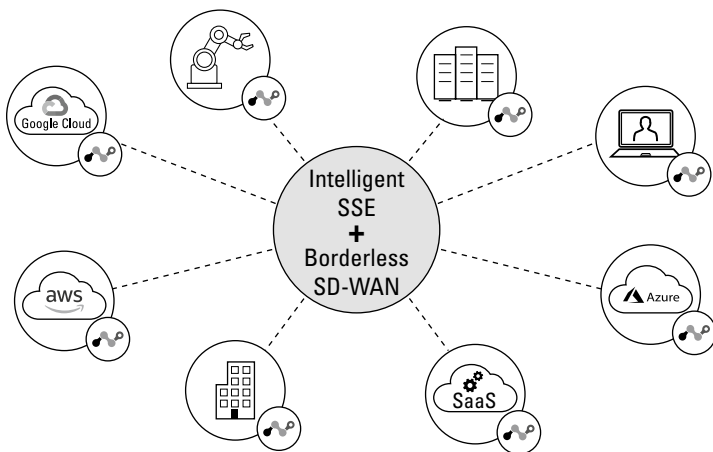 Google Cloud
Intelligent
SSE
+
Borderless
SD-WAN
aws
Azure
SaaS